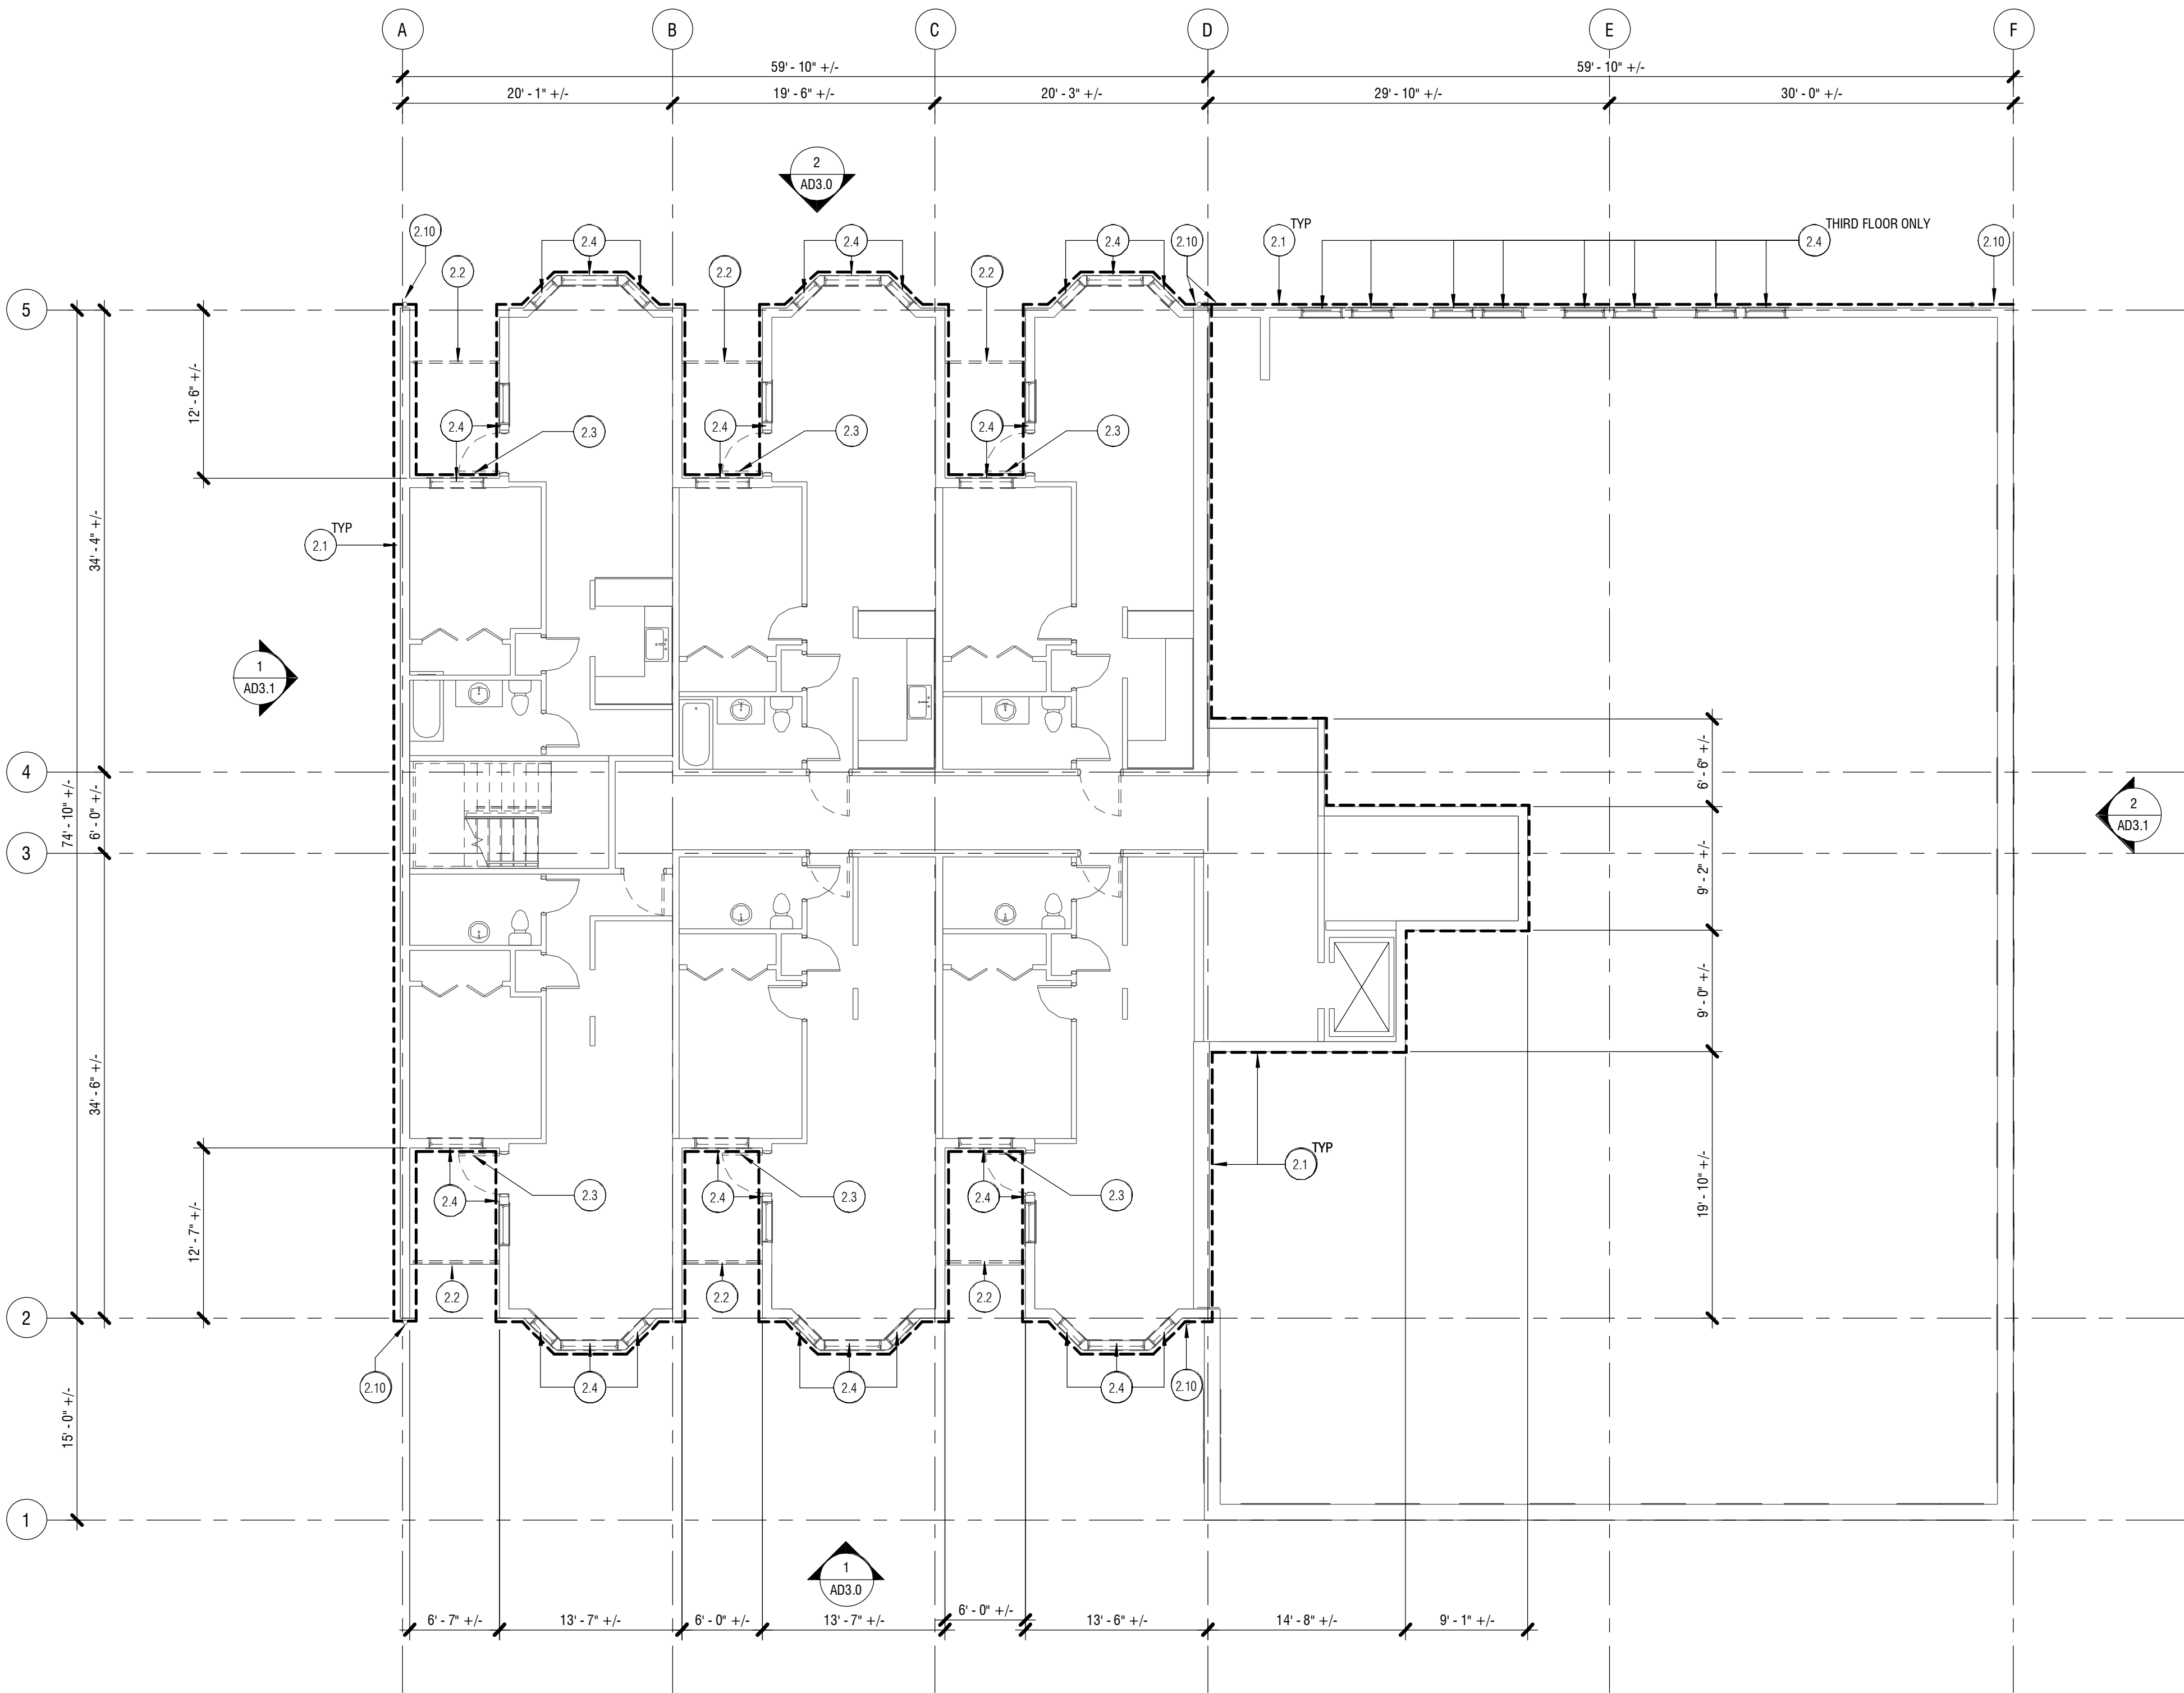 A
B
C
D
E
F
59' - 10" +/-
59' - 10" +/-
20' - 1" +/-
19' - 6" +/-
20' - 3" +/-
29' - 10" +/-
30' - 0" +/-
2
AD3.0
2.10
2.4
2.4
2.4
2.10
2.1
TYP
2.4
THIRD FLOOR ONLY
2.10
2.2
2.2
2.2
5
12' - 6" +/-
2.4
2.3
2.4
2.3
2.4
2.3
34' - 4" +/-
2.1
TYP
1
AD3.1
6' - 6" +/-
4
74' - 10" +/-
6' - 0" +/-
2
AD3.1
3
9' - 2" +/-
9' - 0" +/-
34' - 6" +/-
2.1
TYP
19' - 10" +/-
2.4
2.3
2.4
2.3
2.4
2.3
12' - 7" +/-
2.2
2.2
2.2
2
2.10
2.4
2.4
2.4
2.10
15' - 0" +/-
1
1
AD3.0
6' - 7" +/-
13' - 7" +/-
6' - 0" +/-
13' - 7" +/-
6' - 0" +/-
13' - 6" +/-
14' - 8" +/-
9' - 1" +/-